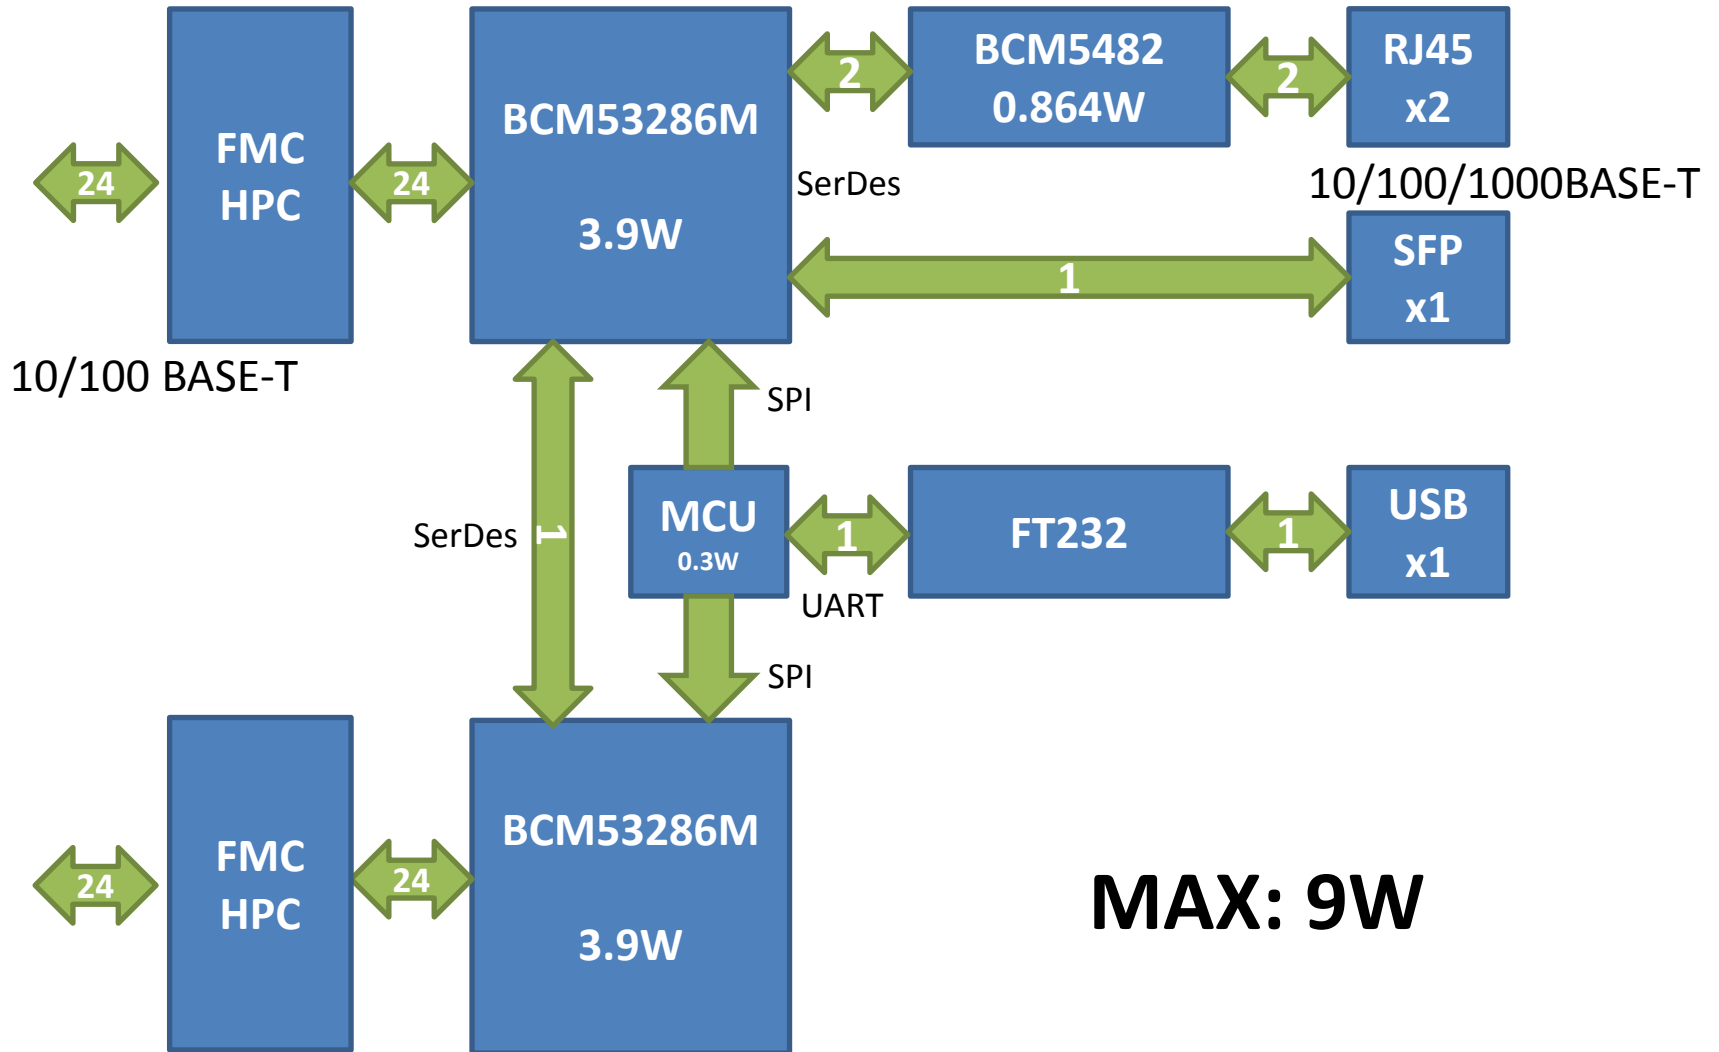 BCM53286M
3.9W
FMC
HPC
24
24
10/100 BASE-T
2
BCM5482
0.864W
2
RJ45
x2
SerDes
10/100/1000BASE-T
1
SFP
x1
SPI
SerDes
1
MCU
0.3W
1
UART
FT232
1
USB
x1
SPI
24
FMC
HPC
24
BCM53286M
3.9W
MAX: 9W